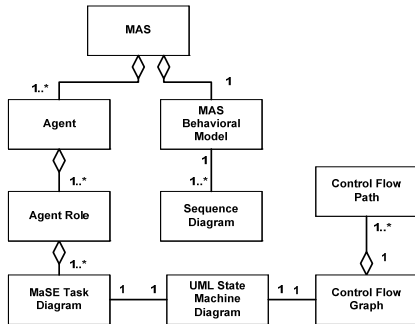 MAS
1..*
1
Agent
MAS
Behavioral
Model
1
1..*
1..*
Agent Role
Sequence
Diagram
Control Flow
Path
1..*
1..*
1
MaSE Task
Diagram
1
1
UML State
Machine
Diagram
1
1
Control Flow
Graph